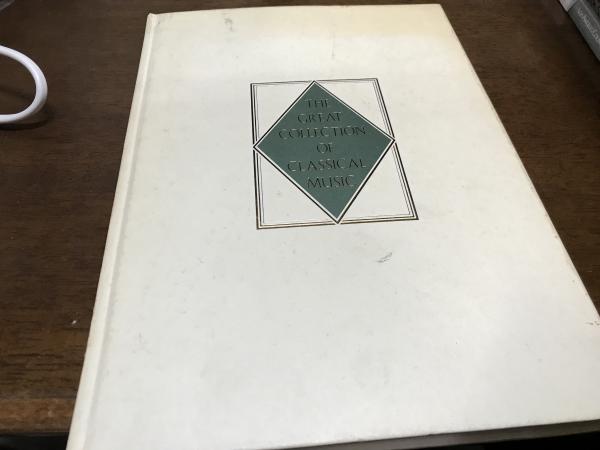 THE
GREAT
COLLECTION
OF
CLASSICAL
MUSIC